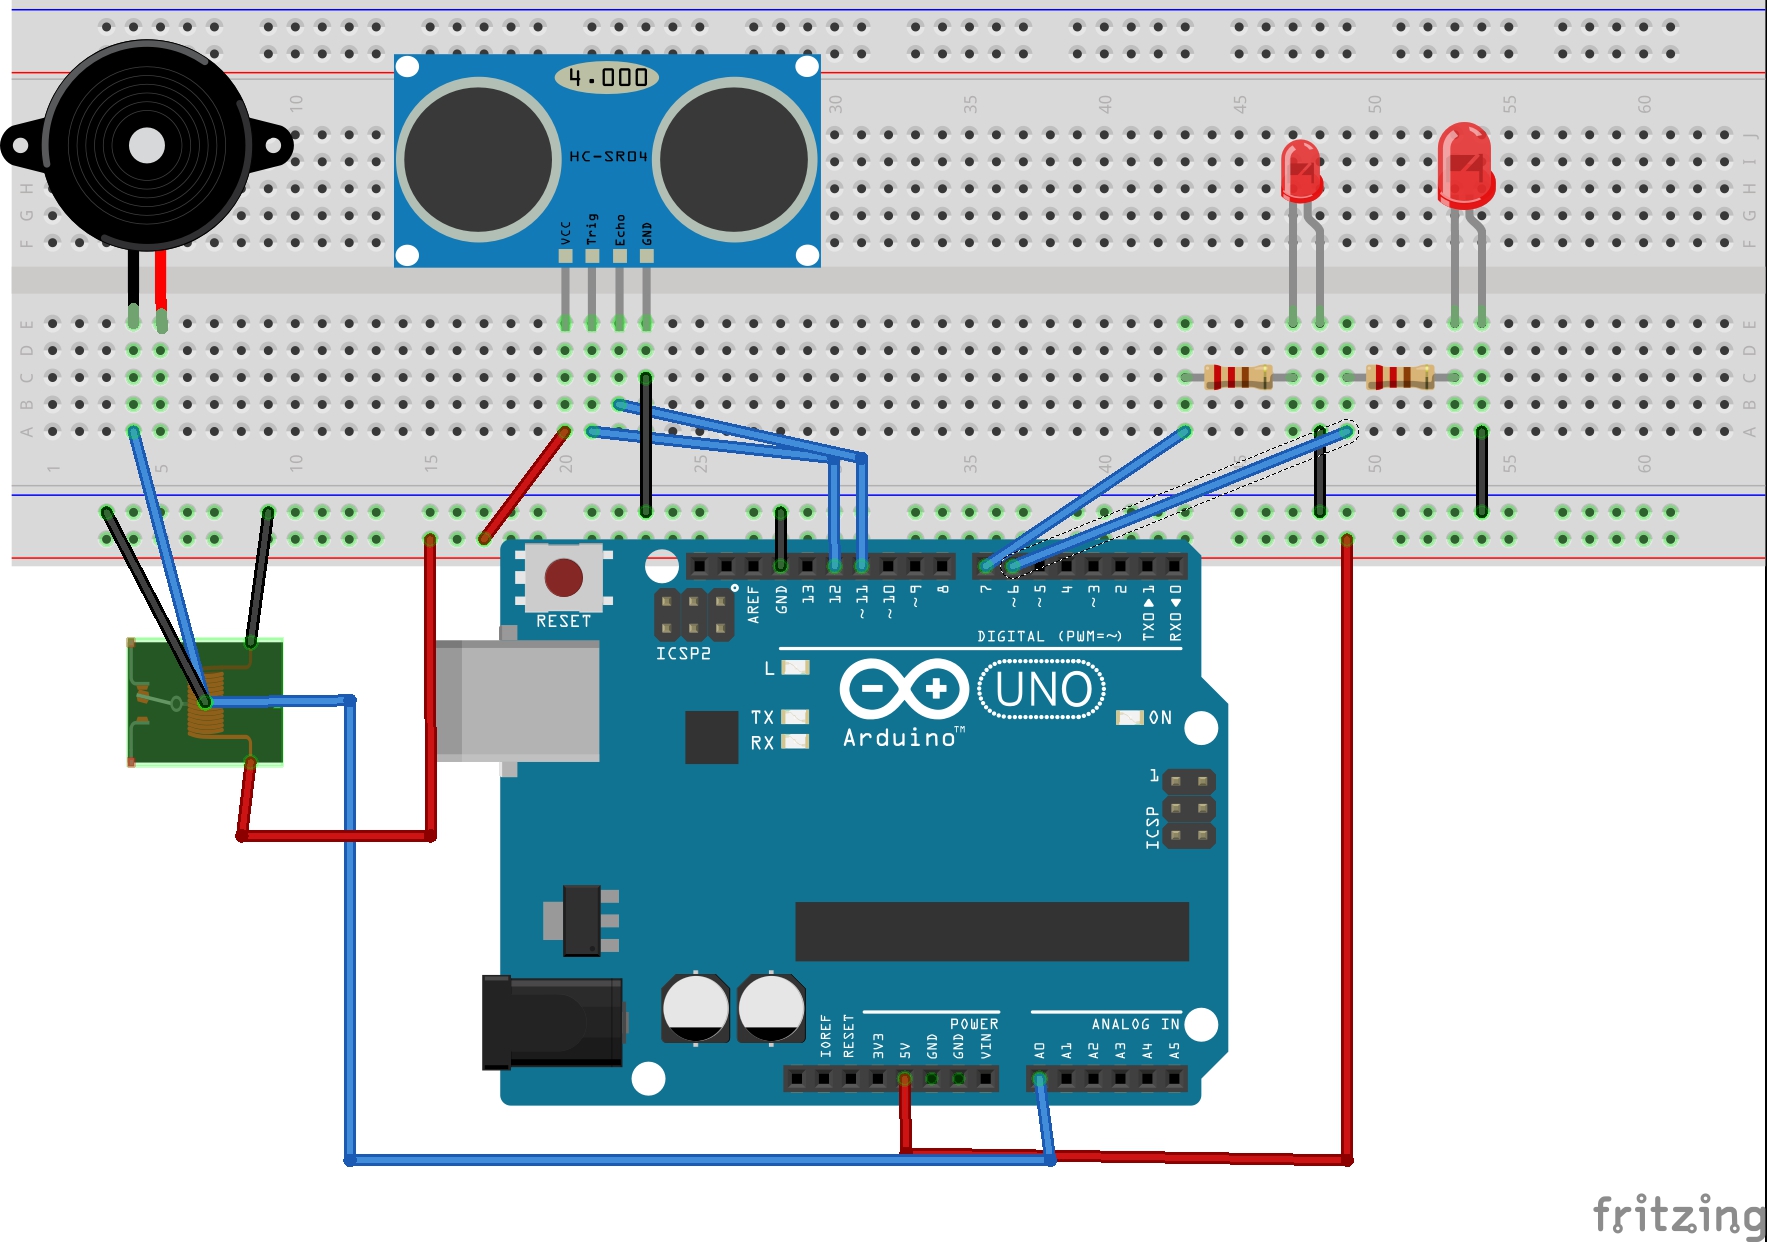 10 30 35 40 45 50 55 60
4.000
HC-SR04
VCC Trig Echo GND
J
I
H H
G G
F F
E E
D D
C C
B B
A A
1 5 10 15 20 25 35 40 45 50 55 60
RESET
ICSP2
AREF GND 13 12 ~11 ~10 ~9 8 7 ~6 ~5 4 ~3 2 TX0▶1 RX0◀0
DIGITAL (PWM=~)
L
TX
RX
UNO
Arduino™
ON
1
ICSP
POWER
ANALOG IN
IOREF RESET 3V3 5V GND GND VIN A0 A1 A2 A3 A4 A5
fritzing